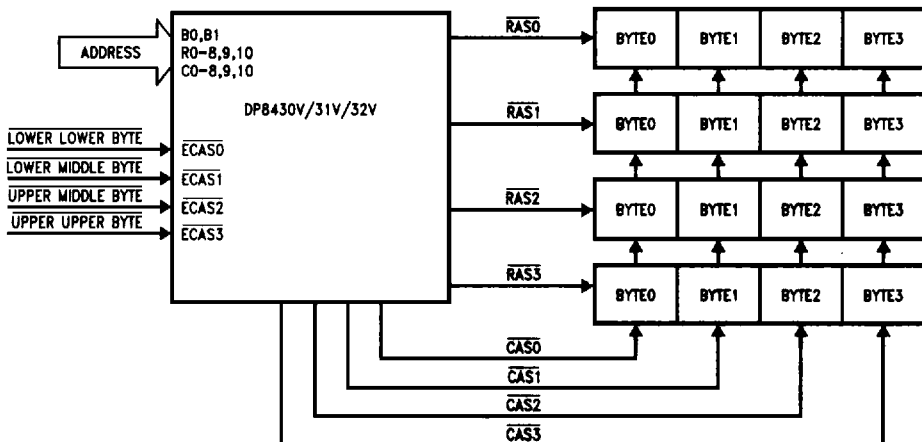 ADDRESS
B0,B1
R0-8,9,10
C0-8,9,10
DP8430V/31V/32V
LOWER LOWER BYTE
ECAS0
LOWER MIDDLE BYTE
ECAS1
UPPER MIDDLE BYTE
ECAS2
UPPER UPPER BYTE
ECAS3
RAS0
BYTE0 BYTE1 BYTE2 BYTE3
RAS1
BYTE0 BYTE1 BYTE2 BYTE3
RAS2
BYTE0 BYTE1 BYTE2 BYTE3
RAS3
BYTE0 BYTE1 BYTE2 BYTE3
CAS0
CAS1
CAS2
CAS3